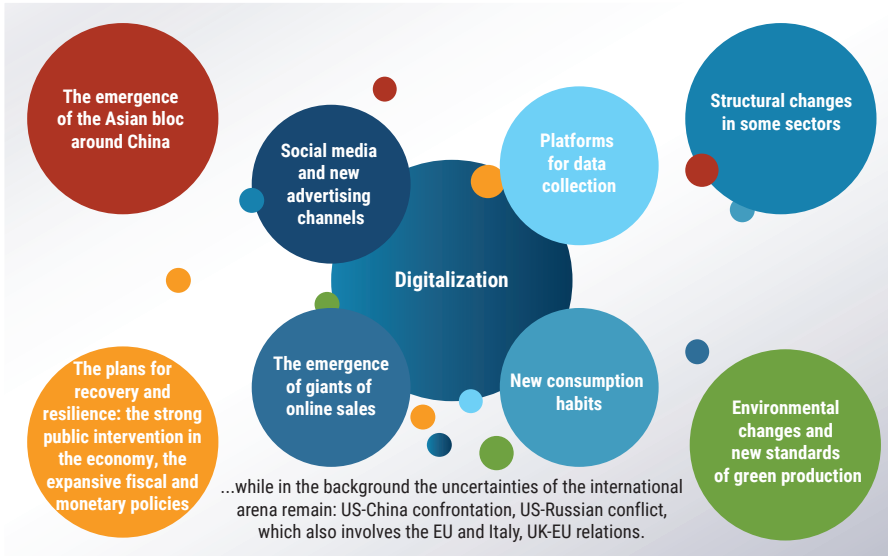 The emergence
of the Asian bloc
around China
Social media
and new
advertising
channels
Platforms
for data
collection
Structural changes
in some sectors
Digitalization
The plans for
recovery and
resilience: the strong
public intervention in
the economy, the
expansive fiscal and
monetary policies
The emergence
of giants of
online sales
New consumption
habits
Environmental
changes and
new standards
of green production
...while in the background the uncertainties of the international
arena remain: US-China confrontation, US-Russian conflict,
which also involves the EU and Italy, UK-EU relations.